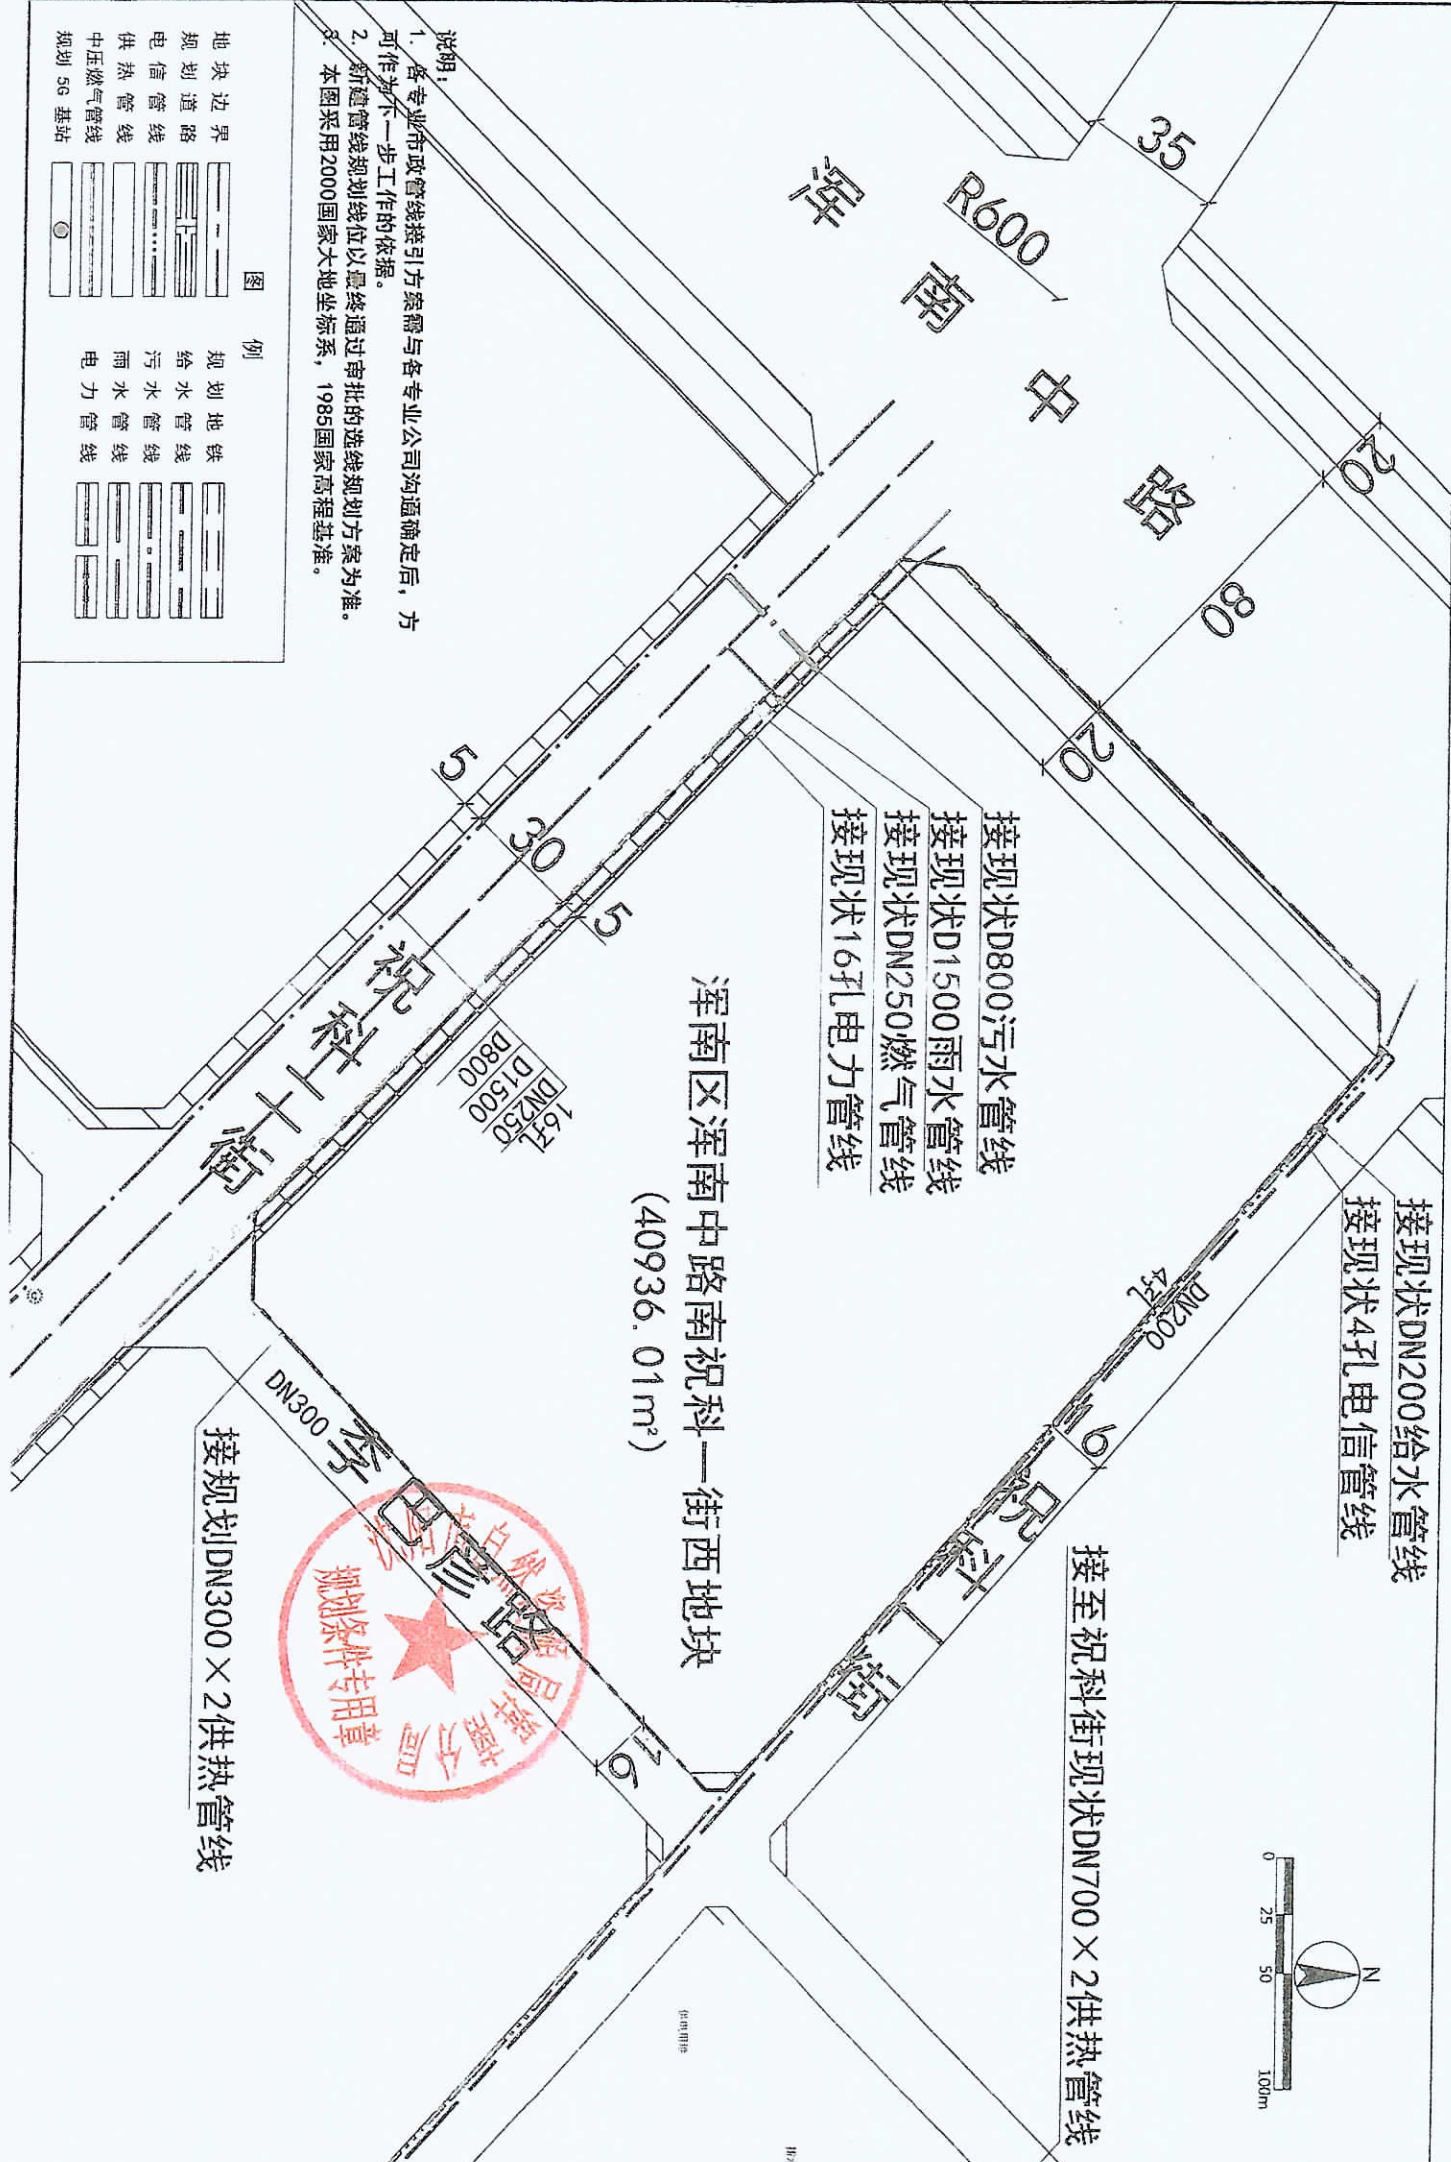 浑南中路
R600
35
20
80
20
接现状DN200给水管线
接现状4孔电信管线
接现状D800污水管线
接现状D1500雨水管线
接现状DN250燃气管线
接现状16孔电力管线
浑南区浑南中路南祝科一街西地块
(40936.01m²)
DN200
4孔
16
祝科一街
接至祝科街现状DN700×2供热管线
5
30
5
祝科十一街
16孔
DN250
D1500
D800
DN300
李巴彦路
16
接规划DN300×2供热管线
规划条件专用章
N
0 25 50 100m
供电用地
说明：
1. 各专业市政管线接引方案需与各专业公司沟通确定后，方
可作为下一步工作的依据。
2. 新建管线规划线位以最终通过审批的选线规划方案为准。
3. 本图采用2000国家大地坐标系，1985国家高程基准。
图 例
地块边界
规划道路
电信管线
供热管线
中压燃气管线
规划 5G 基站
规划地铁
给水管线
污水管线
雨水管线
电力管线